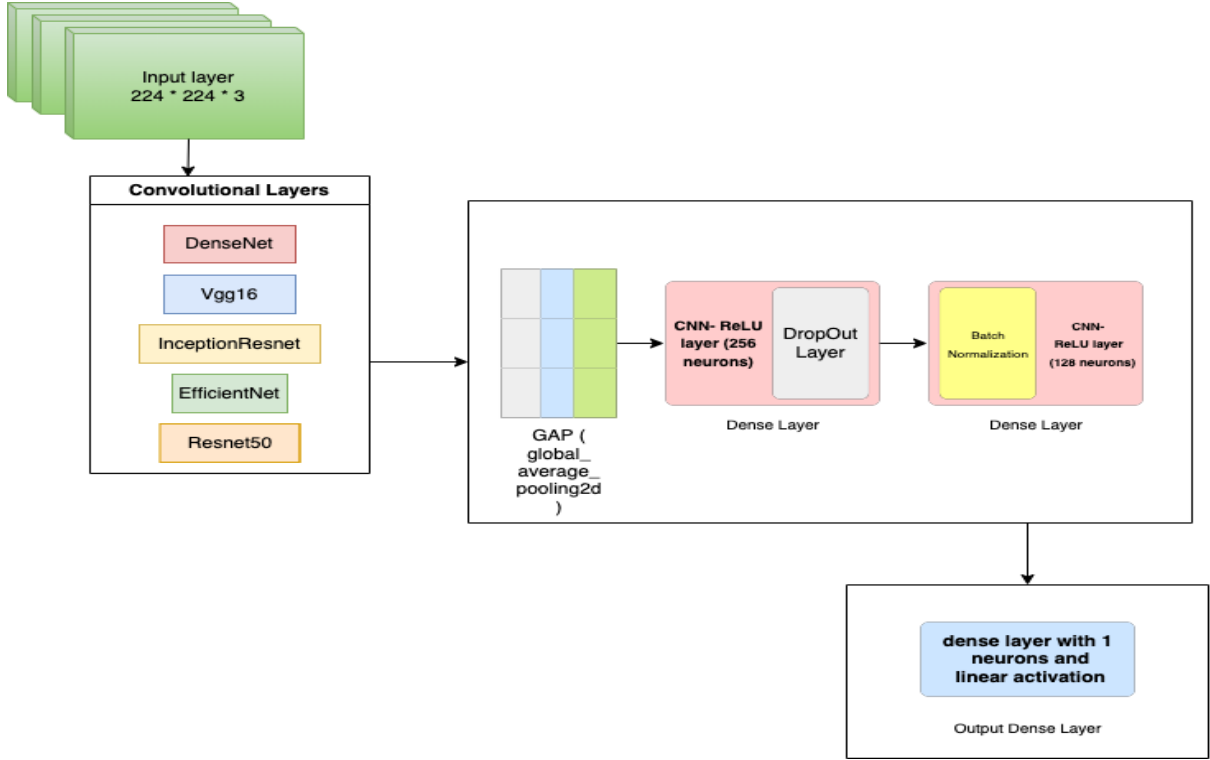 Input layer
224 * 224 * 3
Convolutional Layers
DenseNet
Vgg16
InceptionResnet
EfficientNet
Resnet50
GAP (
global_
average_
pooling2d
)
CNN- ReLU
layer (256
neurons)
DropOut
Layer
Dense Layer
Batch
Normalization
CNN-
ReLU layer
(128 neurons)
Dense Layer
dense layer with 1
neurons and
linear activation
Output Dense Layer